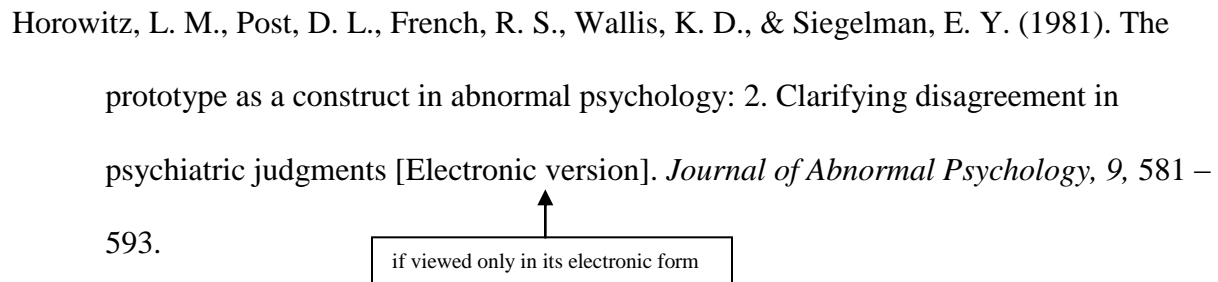 Horowitz, L. M., Post, D. L., French, R. S., Wallis, K. D., & Siegelman, E. Y. (1981). The
prototype as a construct in abnormal psychology: 2. Clarifying disagreement in
psychiatric judgments [Electronic version]. Journal of Abnormal Psychology, 9, 581 –
593.
if viewed only in its electronic form